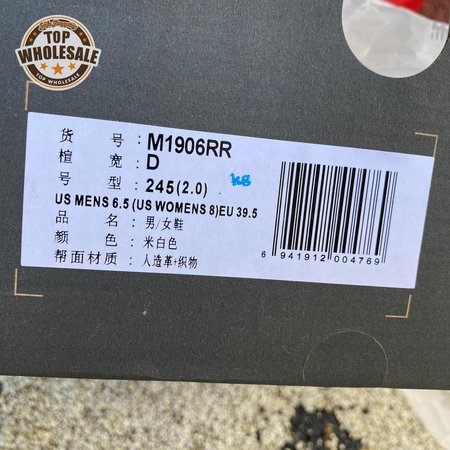 TOP
WHOLESALE
TOP WHOLESALE
货 号: M1906RR
楦 宽: D
号 型: 245(2.0)
US MENS 6.5 (US WOMENS 8)EU 39.5
品 名: 男/女鞋
颜 色: 米白色
帮面材质: 人造革+织物
6 941912 004769